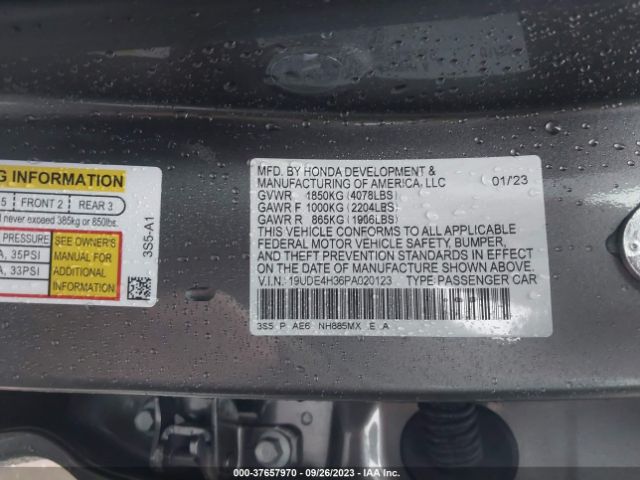 G INFORMATION
5 FRONT 2 REAR 3
never exceed 385kg or 850lbs.
PRESSURE
A, 35PSI
A, 33PSI
SEE OWNER'S
MANUAL FOR
ADDITIONAL
INFORMATION
3S5-A1
MFD. BY HONDA DEVELOPMENT &
MANUFACTURING OF AMERICA, LLC 01/23
GVWR 1850KG (4078LBS)
GAWR F 1000KG (2204LBS)
GAWR R 865KG (1906LBS)
THIS VEHICLE CONFORMS TO ALL APPLICABLE
FEDERAL MOTOR VEHICLE SAFETY, BUMPER,
AND THEFT PREVENTION STANDARDS IN EFFECT
ON THE DATE OF MANUFACTURE SHOWN ABOVE.
V.I.N. 19UDE4H36PA020123 TYPE PASSENGER CAR
3S5 P AE6 NH885MX E A
000-37657970 - 09/26/2023 - IAA Inc.